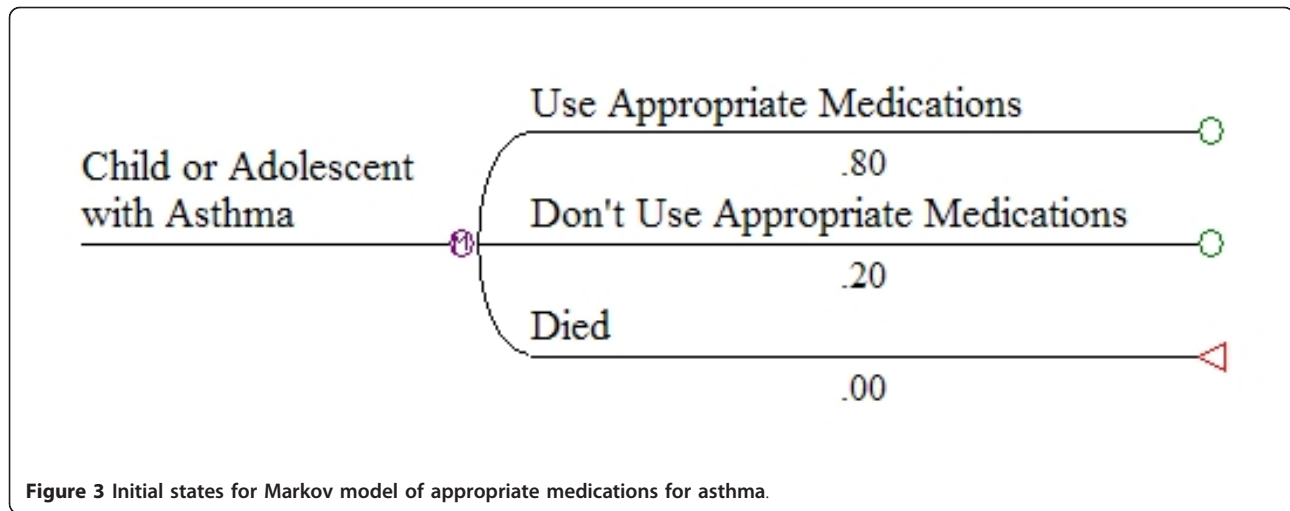 Use Appropriate Medications
.80
Child or Adolescent
with Asthma
M
Don't Use Appropriate Medications
.20
Died
.00
Figure 3 Initial states for Markov model of appropriate medications for asthma.